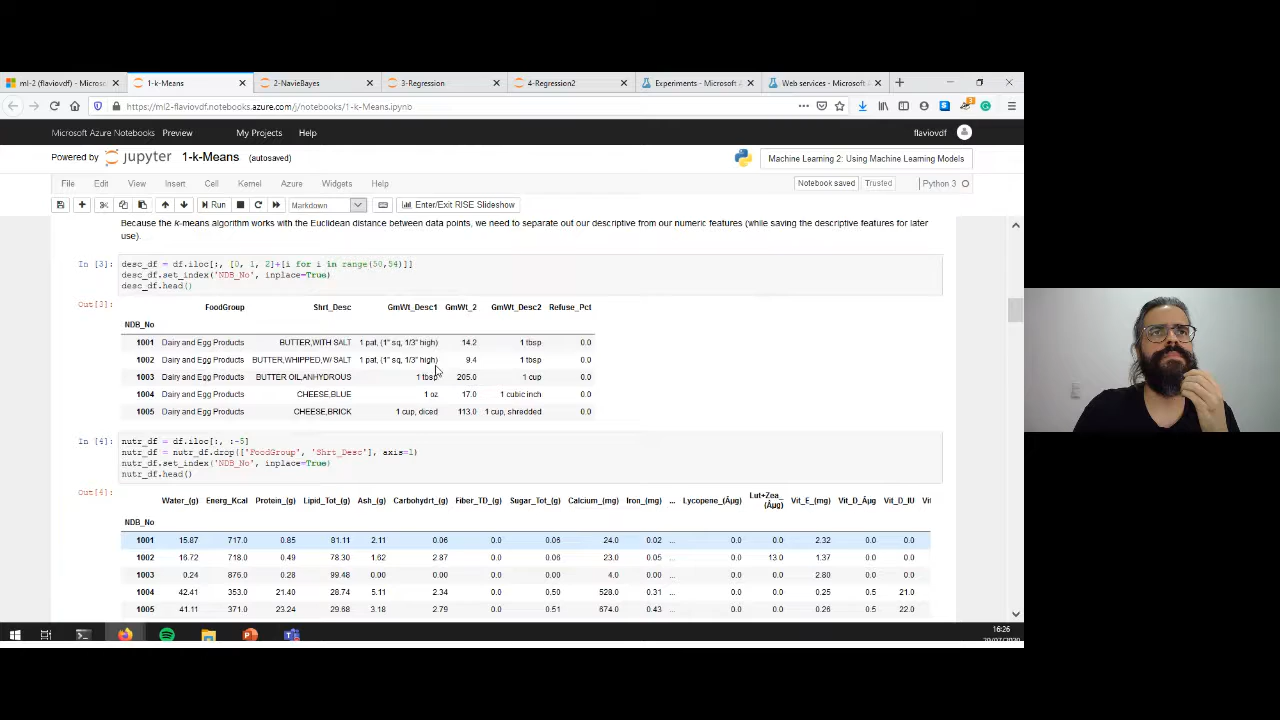 ml-2 (flaviovdf) - Microso
1-k-Means
2-NavieBayes
3-Regression
4-Regression2
Experiments - Microsoft A
Web services - Microsoft
https://ml2-flaviovdf.notebooks.azure.com/j/notebooks/1-k-Means.ipynb
Microsoft Azure Notebooks Preview My Projects Help flaviovdf
Powered by jupyter 1-k-Means (autosaved) Machine Learning 2: Using Machine Learning Models
File Edit View Insert Cell Kernel Azure Widgets Help Notebook saved Trusted Python 3
Run Markdown Enter/Exit RISE Slideshow
Because the k-means algorithm works with the Euclidean distance between data points, we need to separate out our descriptive from our numeric features (while saving the descriptive features for later
use).
In [3]: desc_df = df.iloc[:, [0, 1, 2]+[i for i in range(50,54)]]
desc_df.set_index('NDB_No', inplace=True)
desc_df.head()
Out[3]: FoodGroup Shrt_Desc GmWt_Desc1 GmWt_2 GmWt_Desc2 Refuse_Pct
NDB_No
1001 Dairy and Egg Products BUTTER,WITH SALT 1 pat, (1" sq, 1/3" high) 14.2 1 tbsp 0.0
1002 Dairy and Egg Products BUTTER,WHIPPED,W/ SALT 1 pat, (1" sq, 1/3" high) 9.4 1 tbsp 0.0
1003 Dairy and Egg Products BUTTER OIL,ANHYDROUS 1 tbsp 205.0 1 cup 0.0
1004 Dairy and Egg Products CHEESE,BLUE 1 oz 17.0 1 cubic inch 0.0
1005 Dairy and Egg Products CHEESE,BRICK 1 cup, diced 113.0 1 cup, shredded 0.0
In [4]: nutr_df = df.iloc[:, :-5]
nutr_df = nutr_df.drop(['FoodGroup', 'Shrt_Desc'], axis=1)
nutr_df.set_index('NDB_No', inplace=True)
nutr_df.head()
Out[4]: Water_(g) Energ_Kcal Protein_(g) Lipid_Tot_(g) Ash_(g) Carbohydrt_(g) Fiber_TD_(g) Sugar_Tot_(g) Calcium_(mg) Iron_(mg) ... Lycopene_(µg) Lut+Zea_(µg) Vit_E_(mg) Vit_D_µg Vit_D_IU Vit
NDB_No
1001 15.87 717.0 0.85 81.11 2.11 0.06 0.0 0.06 24.0 0.02 ... 0.0 0.0 2.32 0.0 0.0
1002 16.72 718.0 0.49 78.30 1.62 2.87 0.0 0.06 23.0 0.05 ... 0.0 13.0 1.37 0.0 0.0
1003 0.24 876.0 0.28 99.48 0.00 0.00 0.0 0.00 4.0 0.00 ... 0.0 0.0 2.80 0.0 0.0
1004 42.41 353.0 21.40 28.74 5.11 2.34 0.0 0.50 528.0 0.31 ... 0.0 0.0 0.25 0.5 21.0
1005 41.11 371.0 23.24 29.68 3.18 2.79 0.0 0.51 674.0 0.43 ... 0.0 0.0 0.26 0.5 22.0
16:26